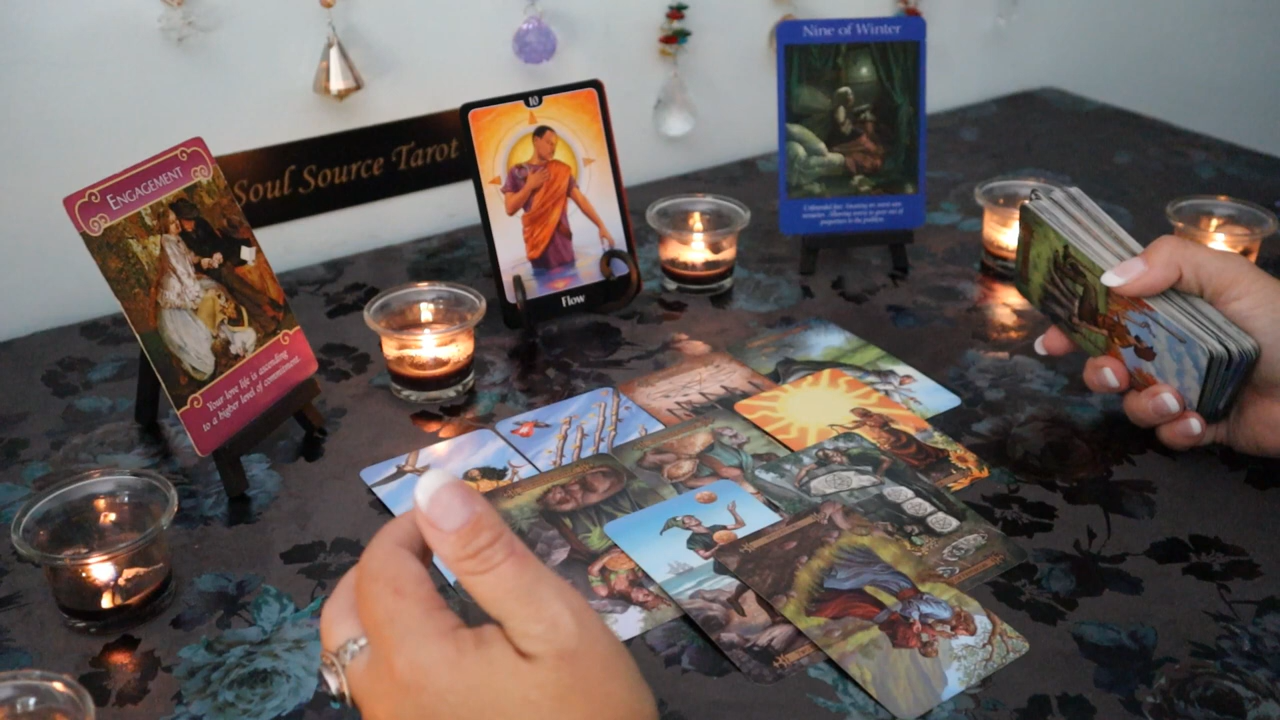 Nine of Winter
10
Soul Source Tarot
ENGAGEMENT
Flow
Your love life is ascending
to a higher level of commitment.